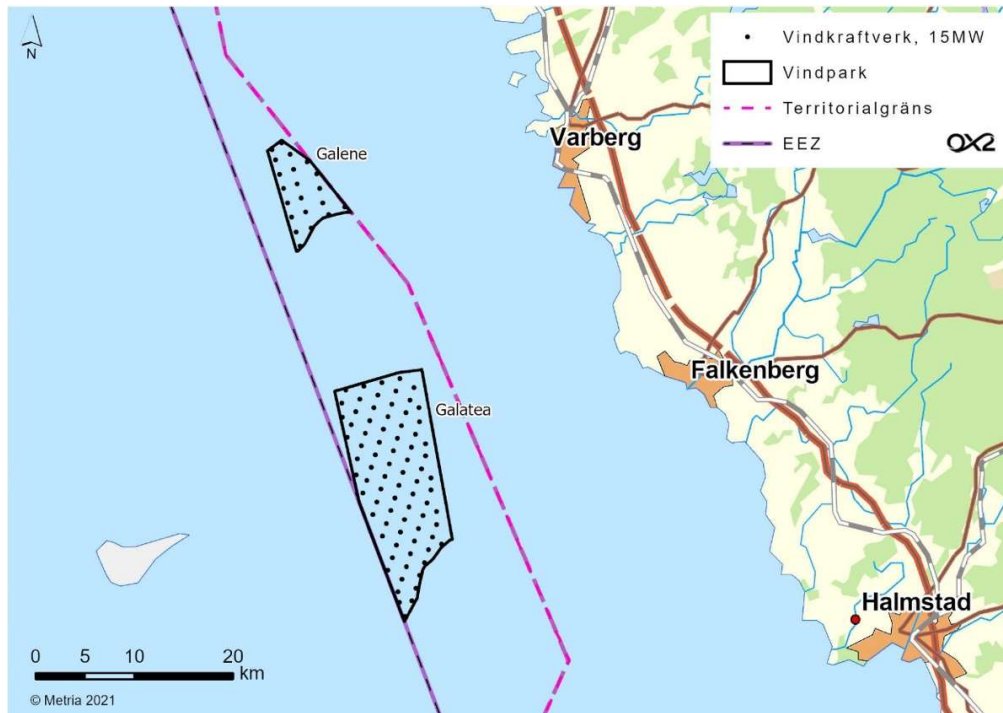 N
Vindkraftverk, 15MW
Vindpark
Territorialgräns
EEZ
OX2
Varberg
Galene
Falkenberg
Galatea
Halmstad
0 5 10 20
km
© Metria 2021